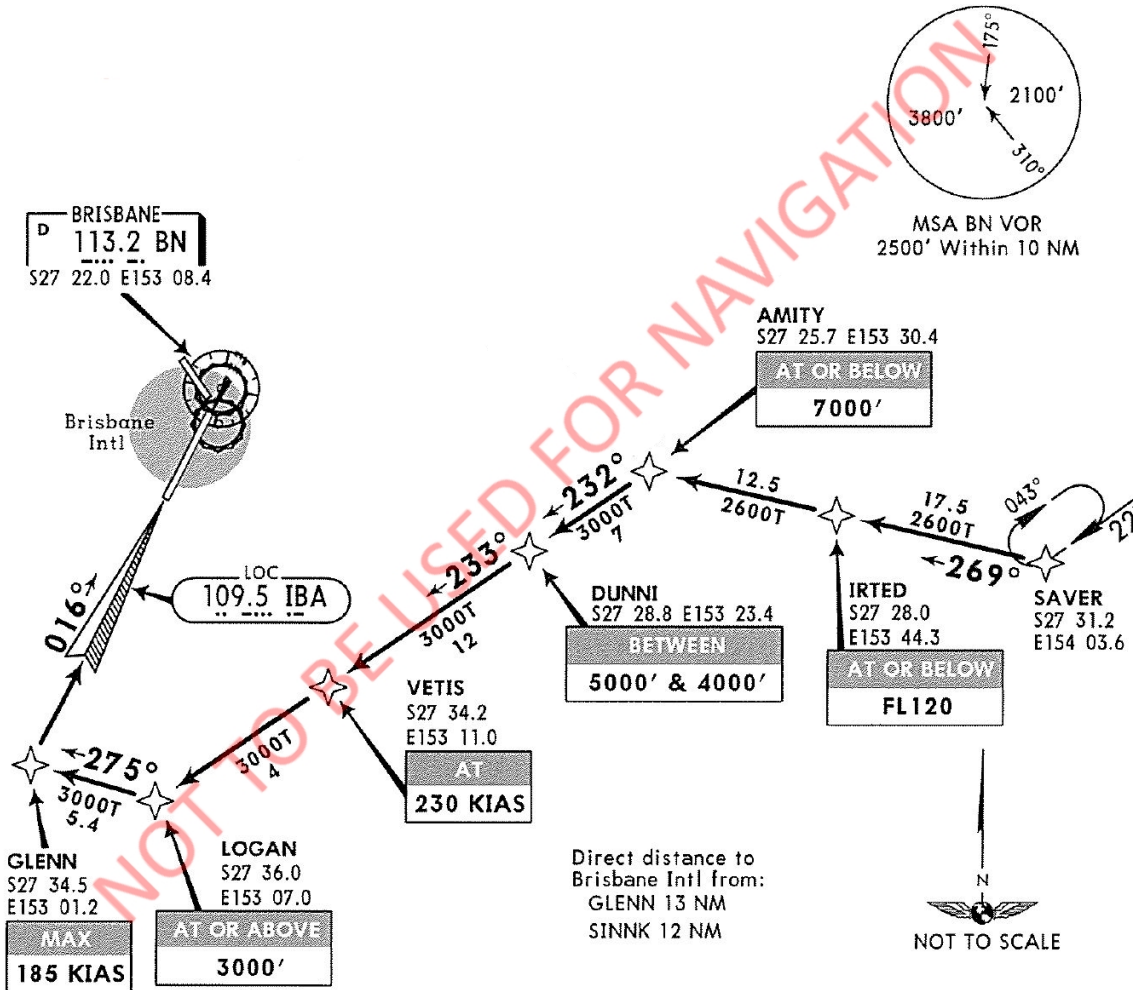 175°
2100'
3800'
310°
MSA BN VOR
2500' Within 10 NM
BRISBANE
D 113.2 BN
S27 22.0 E153 08.4
Brisbane
Intl
AMITY
S27 25.7 E153 30.4
AT OR BELOW
7000'
232°
3000T
7
12.5
2600T
17.5
2600T
269°
043°
22
SAVER
S27 31.2
E154 03.6
IRTED
S27 28.0
E153 44.3
AT OR BELOW
FL120
DUNNI
S27 28.8 E153 23.4
BETWEEN
5000' & 4000'
233°
3000T
12
LOC
109.5 IBA
016°
VETIS
S27 34.2
E153 11.0
AT
230 KIAS
3000T
4
275°
3000T
5.4
GLENN
S27 34.5
E153 01.2
MAX
185 KIAS
LOGAN
S27 36.0
E153 07.0
AT OR ABOVE
3000'
Direct distance to
Brisbane Intl from:
GLENN 13 NM
SINNK 12 NM
N
NOT TO SCALE
NOT TO BE USED FOR NAVIGATION